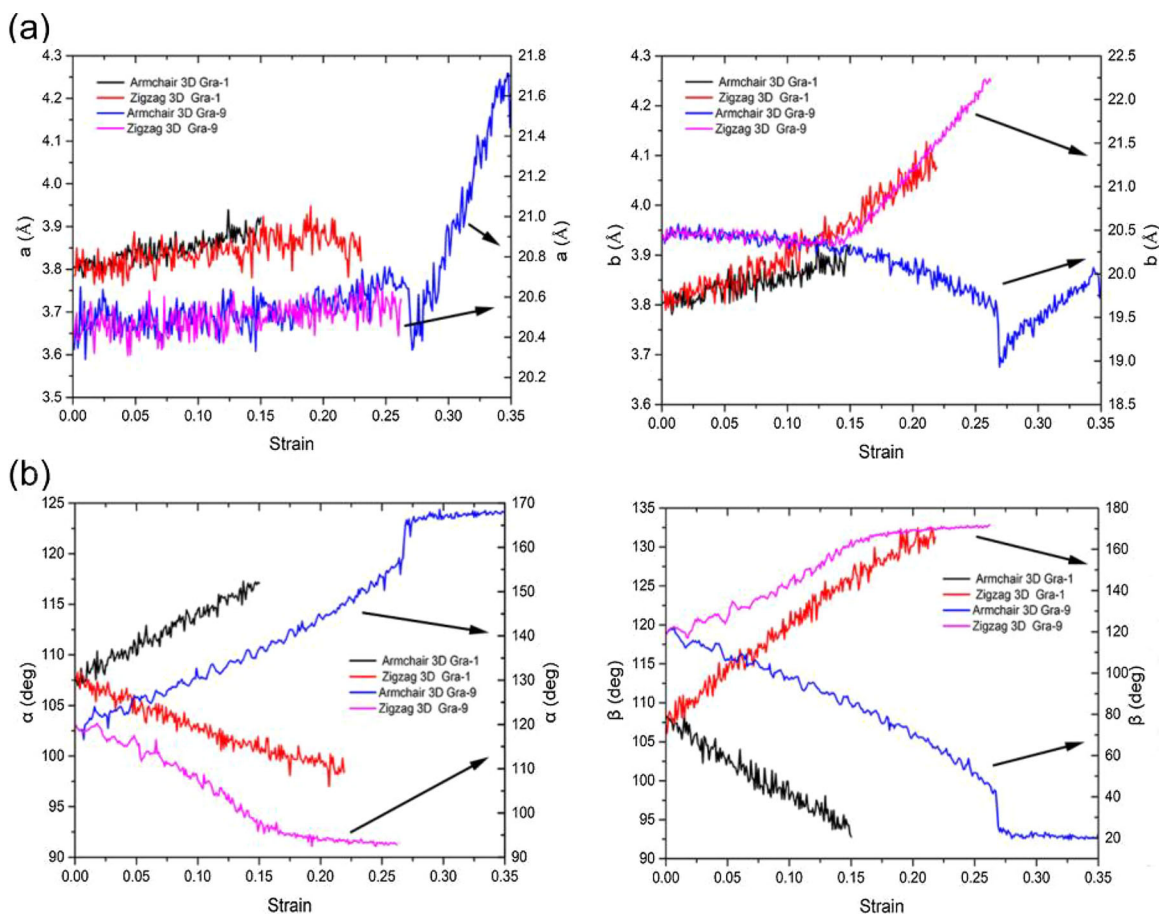 (a)
4.3
4.2
4.1
4.0
3.9
3.8
3.7
3.6
3.5
a (Å)
Armchair 3D Gra-1
Zigzag 3D Gra-1
Armchair 3D Gra-9
Zigzag 3D Gra-9
21.8
21.6
21.4
21.2
21.0
20.8
20.6
20.4
20.2
a (Å)
0.00 0.05 0.10 0.15 0.20 0.25 0.30 0.35
Strain
4.3
4.2
4.1
4.0
3.9
3.8
3.7
3.6
b (Å)
Armchair 3D Gra-1
Zigzag 3D Gra-1
Armchair 3D Gra-9
Zigzag 3D Gra-9
22.5
22.0
21.5
21.0
20.5
20.0
19.5
19.0
18.5
b (Å)
0.00 0.05 0.10 0.15 0.20 0.25 0.30 0.35
Strain
(b)
125
120
115
110
105
100
95
90
α (deg)
Armchair 3D Gra-1
Zigzag 3D Gra-1
Armchair 3D Gra-9
Zigzag 3D Gra-9
170
160
150
140
130
120
110
100
90
α (deg)
0.00 0.05 0.10 0.15 0.20 0.25 0.30 0.35
Strain
135
130
125
120
115
110
105
100
95
90
β (deg)
Armchair 3D Gra-1
Zigzag 3D Gra-1
Armchair 3D Gra-9
Zigzag 3D Gra-9
180
160
140
120
100
80
60
40
20
β (deg)
0.00 0.05 0.10 0.15 0.20 0.25 0.30 0.35
Strain